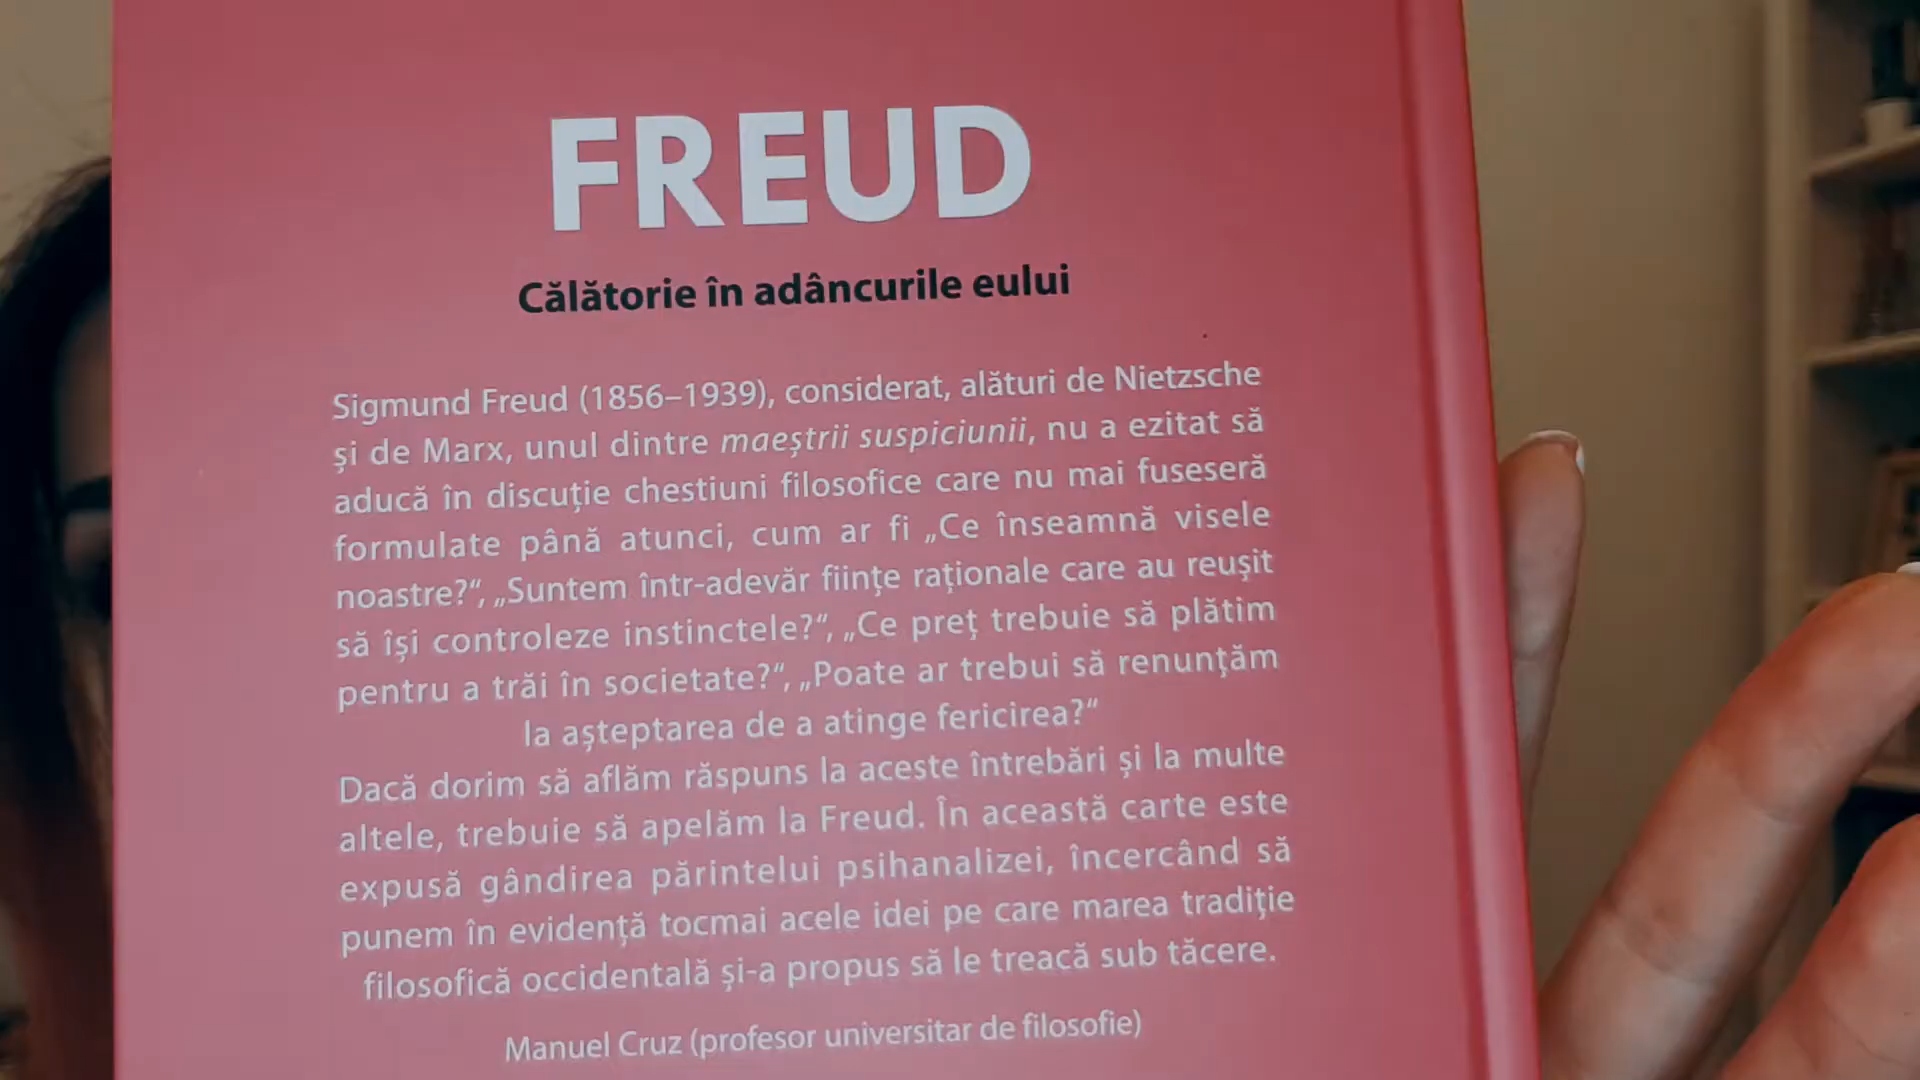 FREUD
Călătorie în adâncurile eului
Sigmund Freud (1856–1939), considerat, alături de Nietzsche
și de Marx, unul dintre maeștrii suspiciunii, nu a ezitat să
aducă în discuție chestiuni filosofice care nu mai fuseseră
formulate până atunci, cum ar fi „Ce înseamnă visele
noastre?“, „Suntem într-adevăr ființe raționale care au reușit
să își controleze instinctele?“, „Ce preț trebuie să plătim
pentru a trăi în societate?“, „Poate ar trebui să renunțăm
la așteptarea de a atinge fericirea?“
Dacă dorim să aflăm răspuns la aceste întrebări și la multe
altele, trebuie să apelăm la Freud. În această carte este
expusă gândirea părintelui psihanalizei, încercând să
punem în evidență tocmai acele idei pe care marea tradiție
filosofică occidentală și-a propus să le treacă sub tăcere.
Manuel Cruz (profesor universitar de filosofie)